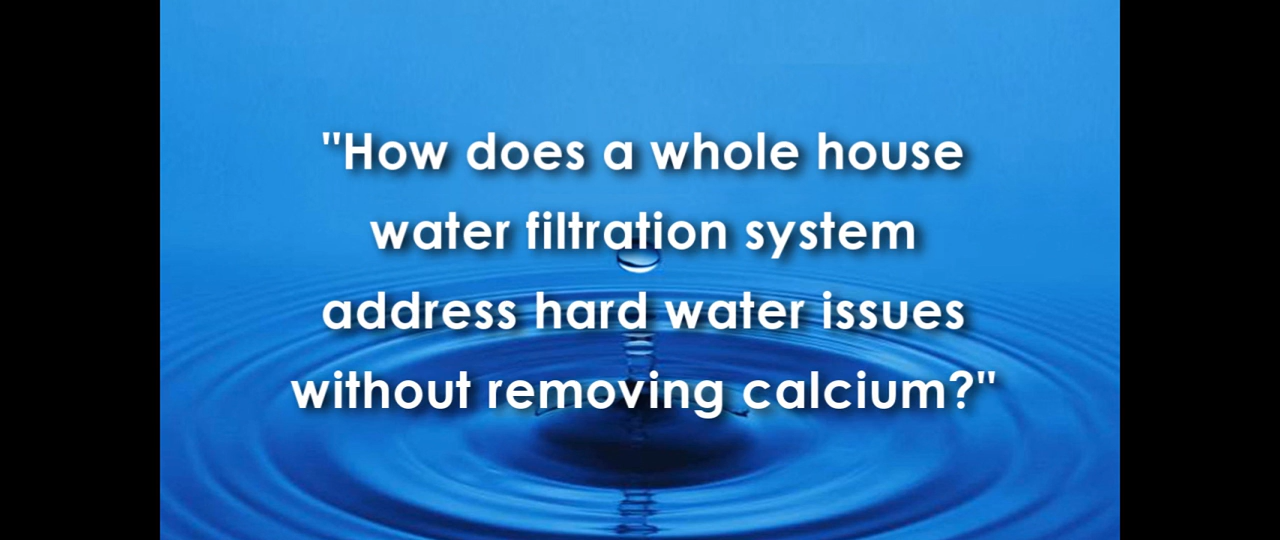 "How does a whole house
water filtration system
address hard water issues
without removing calcium?"